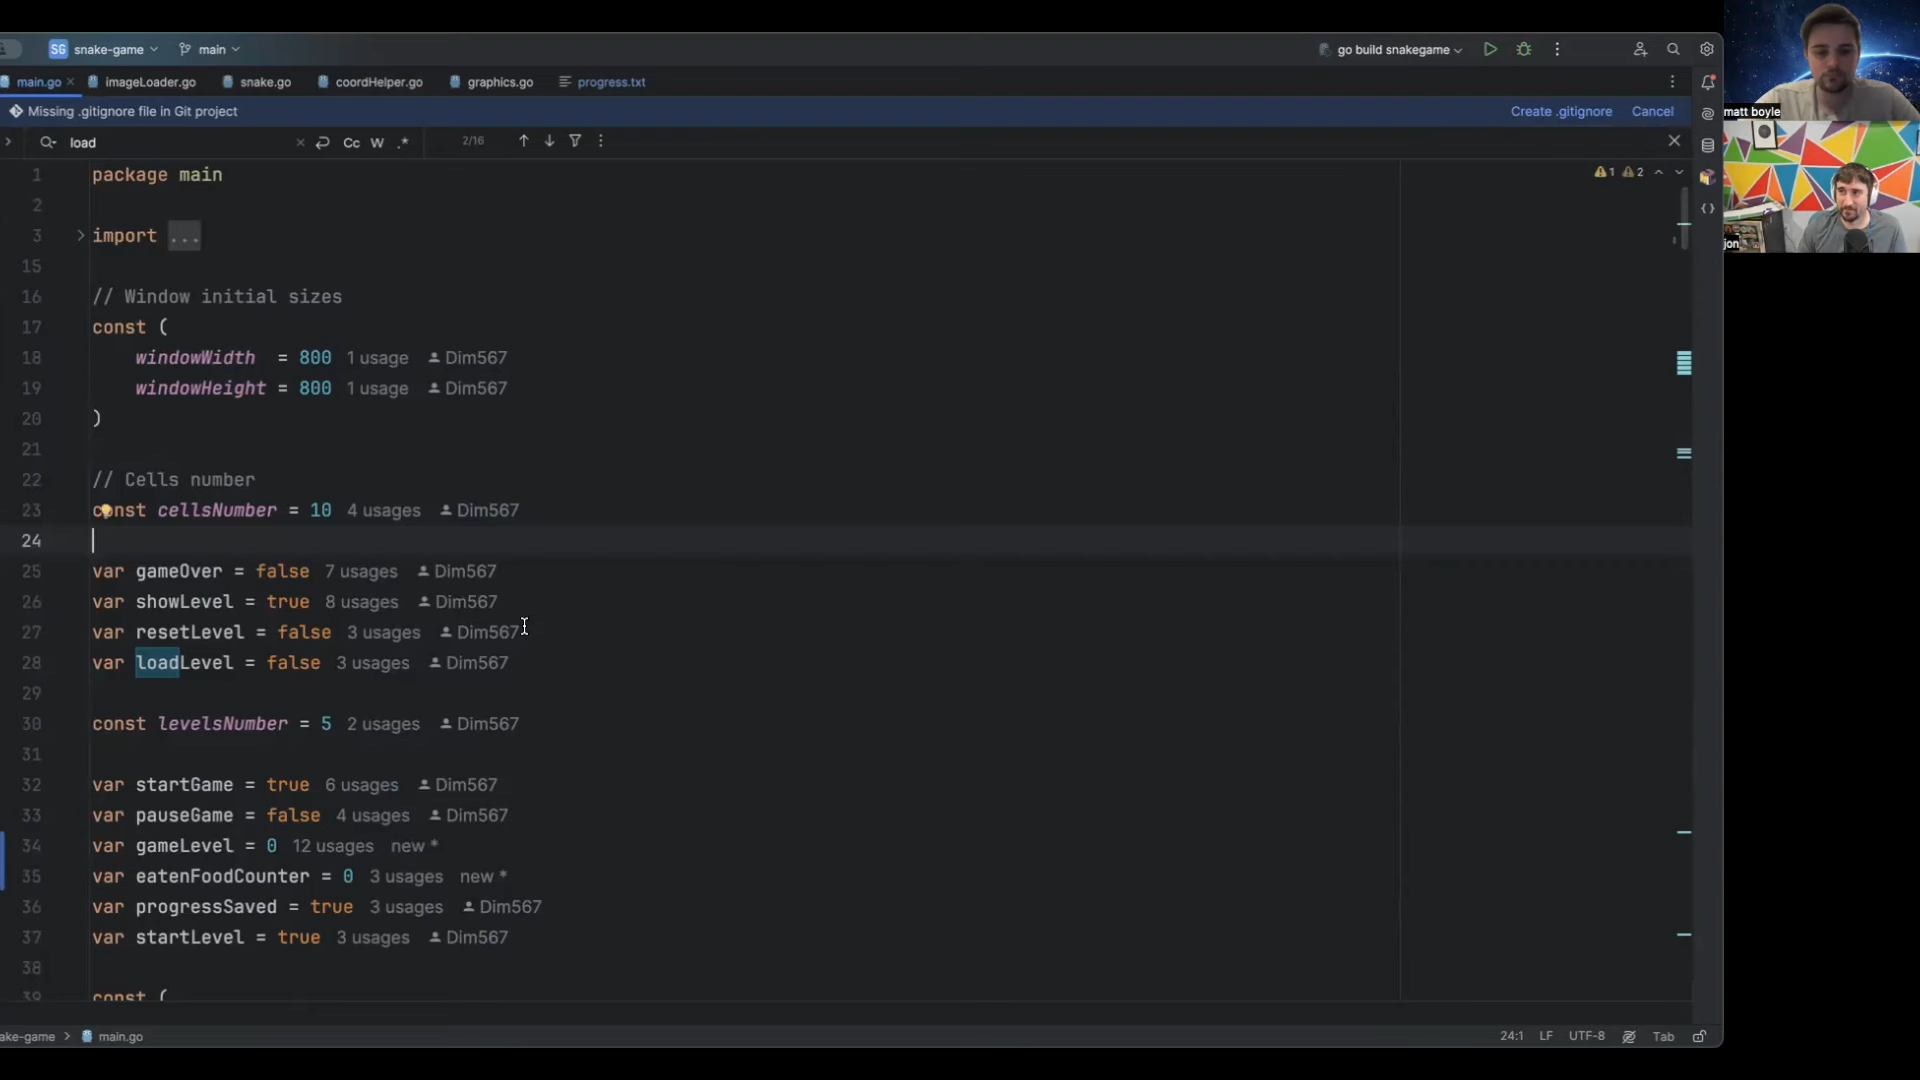 SG snake-game main go build snakegame
main.go imageLoader.go snake.go coordHelper.go graphics.go progress.txt
Missing .gitignore file in Git project Create .gitignore Cancel
load Cc W .* 2/16
1 package main 1 2
2
3 import ...
15
16 // Window initial sizes
17 const (
18 windowWidth = 800 1 usage Dim567
19 windowHeight = 800 1 usage Dim567
20 )
21
22 // Cells number
23 const cellsNumber = 10 4 usages Dim567
24
25 var gameOver = false 7 usages Dim567
26 var showLevel = true 8 usages Dim567
27 var resetLevel = false 3 usages Dim567
28 var loadLevel = false 3 usages Dim567
29
30 const levelsNumber = 5 2 usages Dim567
31
32 var startGame = true 6 usages Dim567
33 var pauseGame = false 4 usages Dim567
34 var gameLevel = 0 12 usages new *
35 var eatenFoodCounter = 0 3 usages new *
36 var progressSaved = true 3 usages Dim567
37 var startLevel = true 3 usages Dim567
38
39 const (
ake-game > main.go 24:1 LF UTF-8 Tab
matt boyle
jon